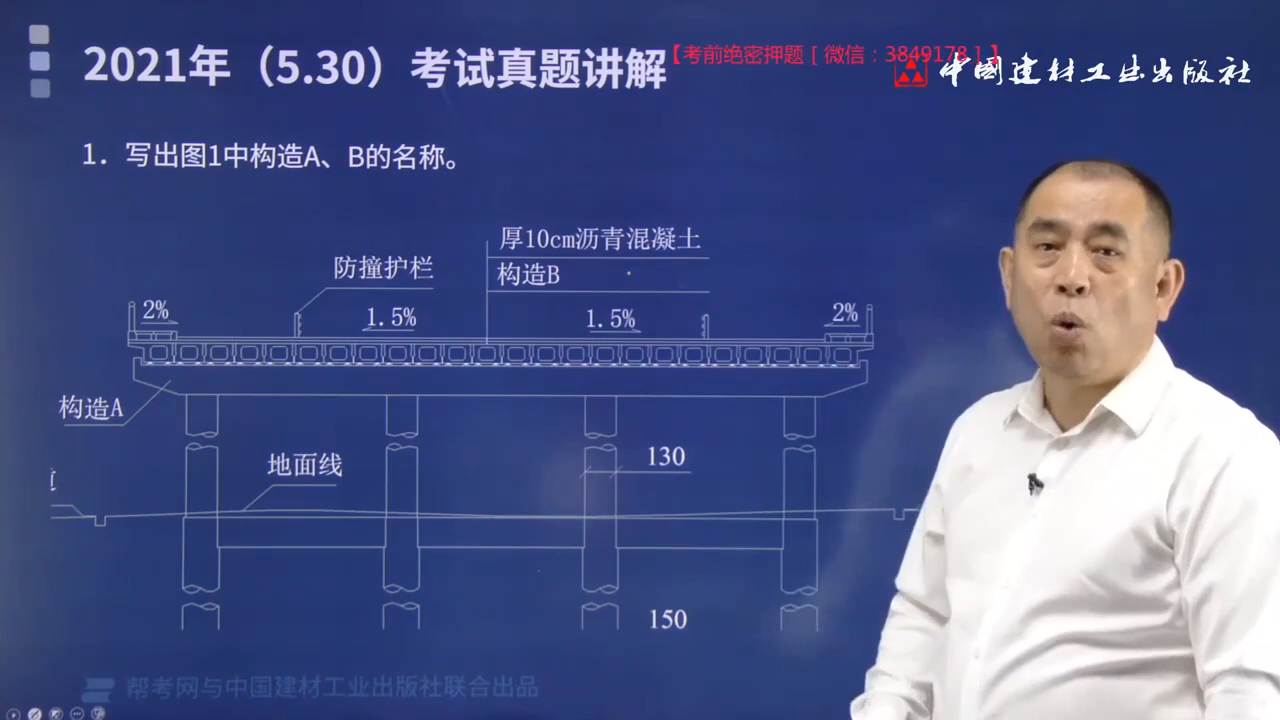 2021年（5.30）考试真题讲解
【考前绝密押题 [ 微信：3849178 ] 】
中国建材工业出版社
1. 写出图1中构造A、B的名称。
厚10cm沥青混凝土
构造B
防撞护栏
2%
1.5%
1.5%
2%
构造A
地面线
130
150
帮考网与中国建材工业出版社联合出品